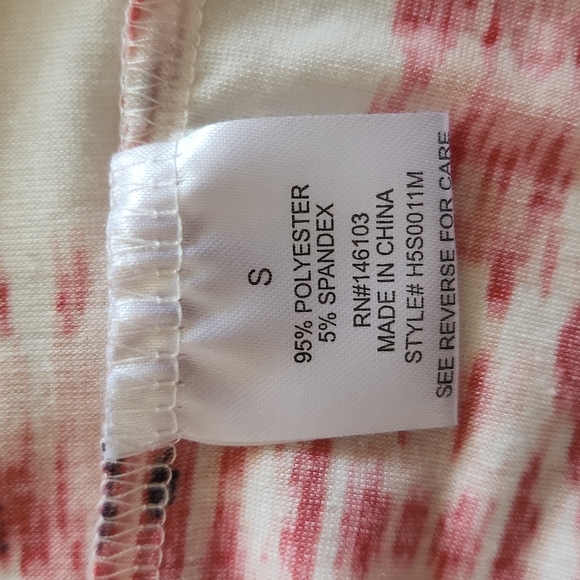 S
95% POLYESTER
5% SPANDEX
RN#146103
MADE IN CHINA
STYLE# H5S0011M
SEE REVERSE FOR CARE